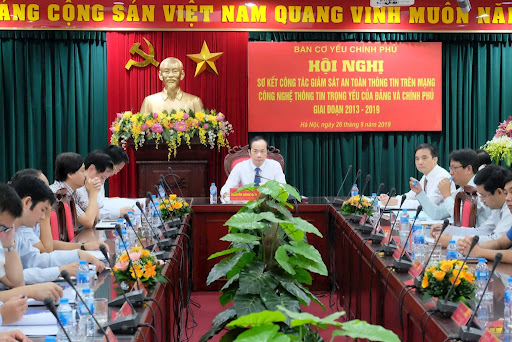 ẢNG CỘNG SẢN VIỆT NAM QUANG VINH MUÔN NĂM
BAN CƠ YẾU CHÍNH PHỦ
HỘI NGHỊ
SƠ KẾT CÔNG TÁC GIÁM SÁT AN TOÀN THÔNG TIN TRÊN MẠNG
CÔNG NGHỆ THÔNG TIN TRỌNG YẾU CỦA ĐẢNG VÀ CHÍNH PHỦ
GIAI ĐOẠN 2013 - 2019
Hà Nội, ngày 26 tháng 9 năm 2019